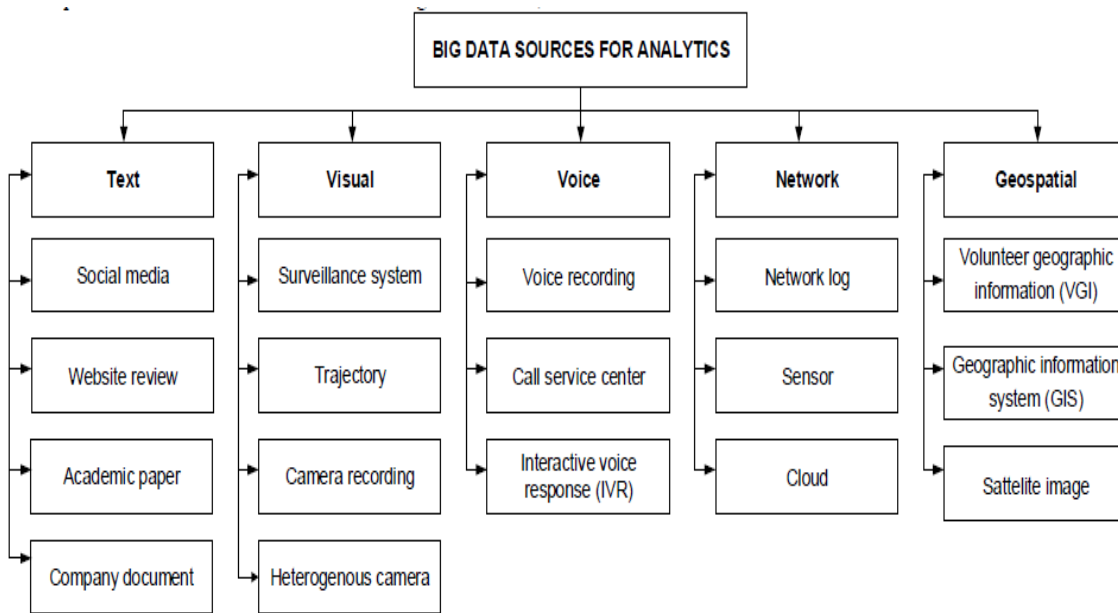 BIG DATA SOURCES FOR ANALYTICS
Text
Visual
Voice
Network
Geospatial
Social media
Surveillance system
Voice recording
Network log
Volunteer geographic
information (VGI)
Website review
Trajectory
Call service center
Sensor
Geographic information
system (GIS)
Academic paper
Camera recording
Interactive voice
response (IVR)
Cloud
Sattelite image
Company document
Heterogenous camera